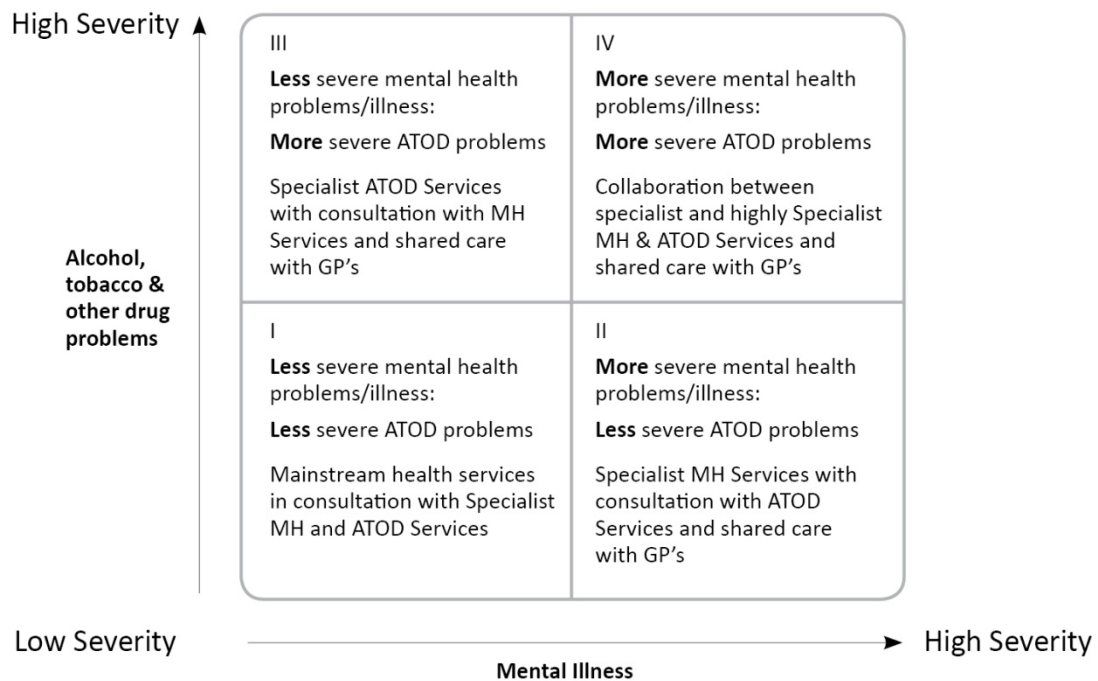 High Severity
III
Less severe mental health
problems/illness:
More severe ATOD problems
Specialist ATOD Services
with consultation with MH
Services and shared care
with GP’s
IV
More severe mental health
problems/illness:
More severe ATOD problems
Collaboration between
specialist and highly Specialist
MH & ATOD Services and
shared care with GP’s
Alcohol,
tobacco &
other drug
problems
I
Less severe mental health
problems/illness:
Less severe ATOD problems
Mainstream health services
in consultation with Specialist
MH and ATOD Services
II
More severe mental health
problems/illness:
Less severe ATOD problems
Specialist MH Services with
consultation with ATOD
Services and shared care
with GP’s
Low Severity
High Severity
Mental Illness